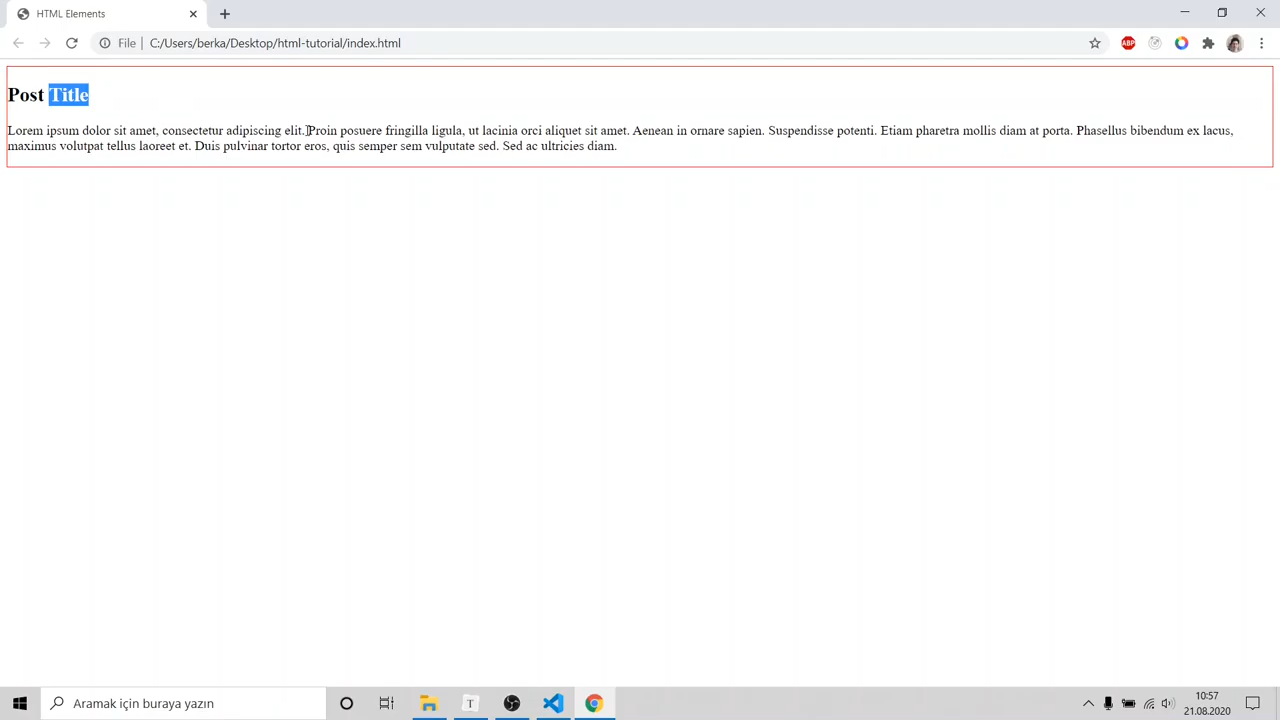 HTML Elements
File
C:/Users/berka/Desktop/html-tutorial/index.html
ABP
Post Title
Lorem ipsum dolor sit amet, consectetur adipiscing elit. Proin posuere fringilla ligula, ut lacinia orci aliquet sit amet. Aenean in ornare sapien. Suspendisse potenti. Etiam pharetra mollis diam at porta. Phasellus bibendum ex lacus,
maximus volutpat tellus laoreet et. Duis pulvinar tortor eros, quis semper sem vulputate sed. Sed ac ultricies diam.
Aramak için buraya yazın
T
10:57
21.08.2020